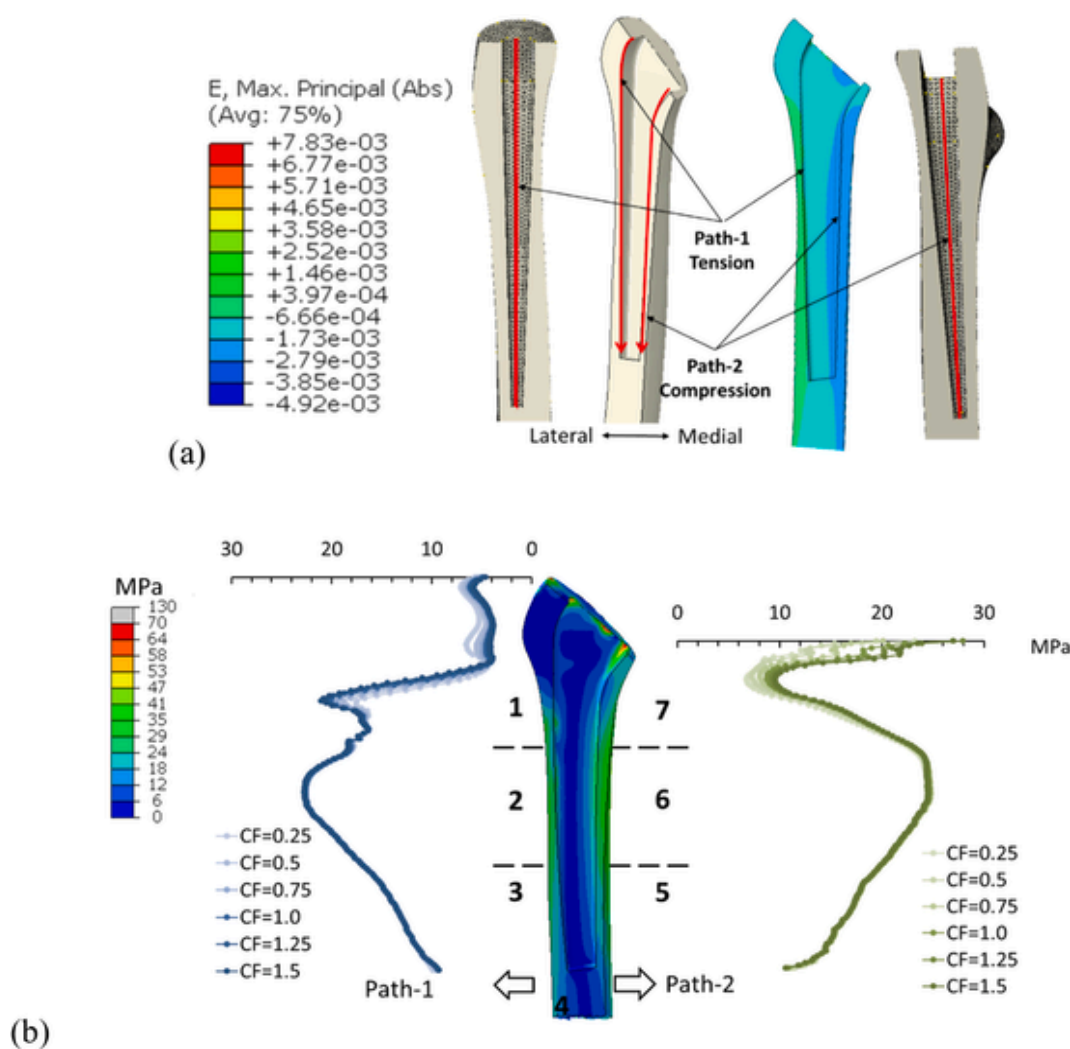 E, Max. Principal (Abs)
(Avg: 75%)
+7.83e-03
+6.77e-03
+5.71e-03
+4.65e-03
+3.58e-03
+2.52e-03
+1.46e-03
+3.97e-04
-6.66e-04
-1.73e-03
-2.79e-03
-3.85e-03
-4.92e-03
Path-1
Tension
Path-2
Compression
Lateral
Medial
(a)
30 20 10 0
MPa
130
70
64
58
53
47
41
35
29
24
18
12
6
0
0 10 20 30
MPa
1 7
2 6
3 5
4
CF=0.25
CF=0.5
CF=0.75
CF=1.0
CF=1.25
CF=1.5
Path-1
Path-2
CF=0.25
CF=0.5
CF=0.75
CF=1.0
CF=1.25
CF=1.5
(b)